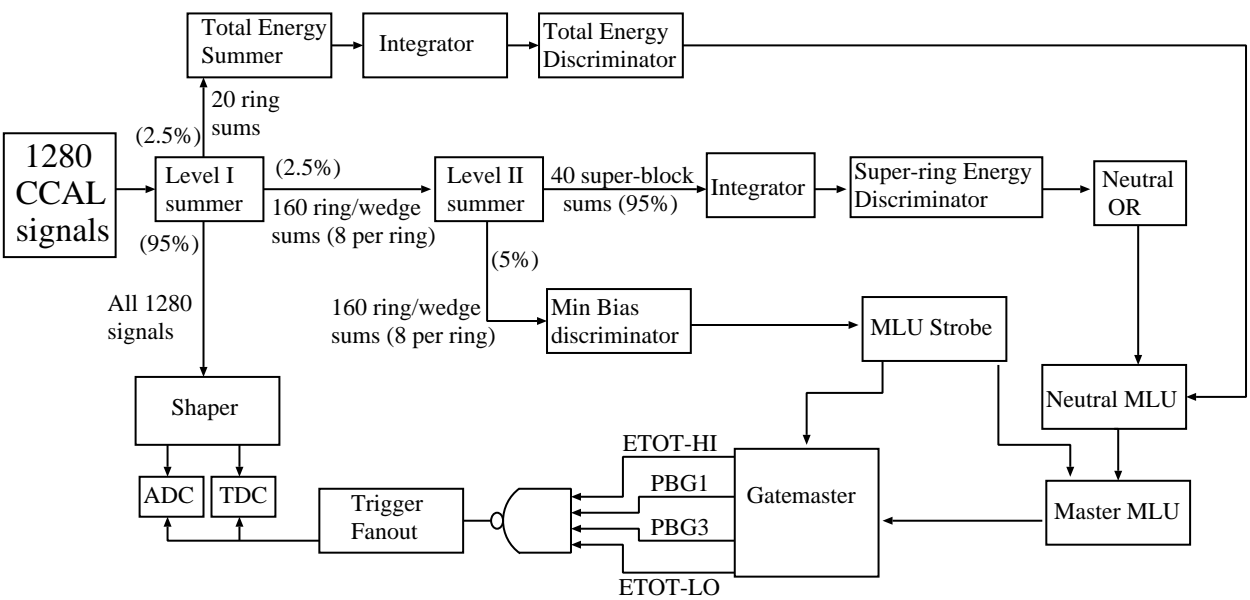 Total Energy
Summer
Integrator
Total Energy
Discriminator
20 ring
sums
(2.5%)
1280
CCAL
signals
Level I
summer
(2.5%)
160 ring/wedge
sums (8 per ring)
Level II
summer
40 super-block
sums (95%)
Integrator
Super-ring Energy
Discriminator
Neutral
OR
(95%)
(5%)
All 1280
signals
160 ring/wedge
sums (8 per ring)
Min Bias
discriminator
MLU Strobe
Shaper
Neutral MLU
ADC
TDC
Trigger
Fanout
ETOT-HI
PBG1
PBG3
ETOT-LO
Gatemaster
Master MLU